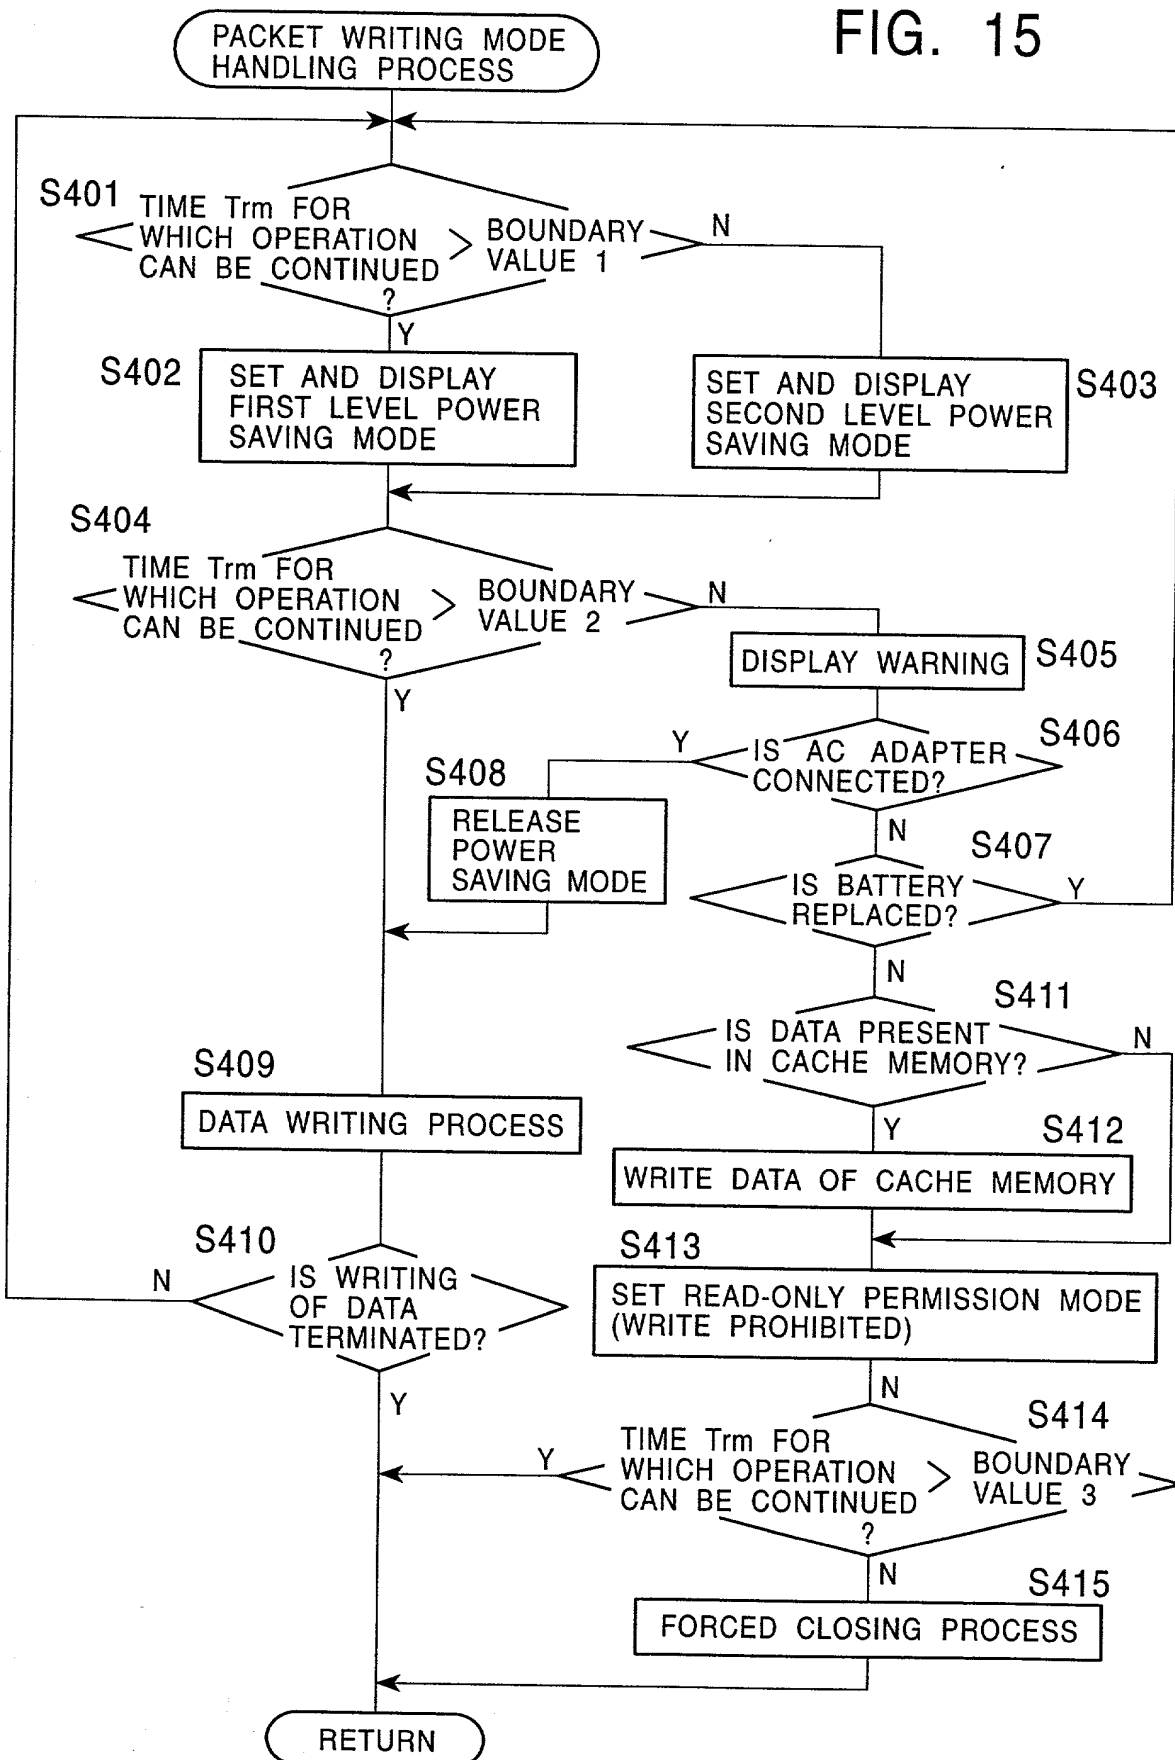 FIG. 15
PACKET WRITING MODE
HANDLING PROCESS
S401
TIME Trm FOR
WHICH OPERATION
CAN BE CONTINUED
> BOUNDARY
VALUE 1
?
N
Y
S402
SET AND DISPLAY
FIRST LEVEL POWER
SAVING MODE
SET AND DISPLAY
SECOND LEVEL POWER
SAVING MODE
S403
S404
TIME Trm FOR
WHICH OPERATION
CAN BE CONTINUED
> BOUNDARY
VALUE 2
?
N
Y
DISPLAY WARNING
S405
S406
IS AC ADAPTER
CONNECTED?
Y
N
S408
RELEASE
POWER
SAVING MODE
S407
IS BATTERY
REPLACED?
Y
N
S411
IS DATA PRESENT
IN CACHE MEMORY?
N
Y
S409
DATA WRITING PROCESS
S412
WRITE DATA OF CACHE MEMORY
S410
IS WRITING
OF DATA
TERMINATED?
N
Y
S413
SET READ-ONLY PERMISSION MODE
(WRITE PROHIBITED)
N
S414
TIME Trm FOR
WHICH OPERATION
CAN BE CONTINUED
> BOUNDARY
VALUE 3
?
Y
N
S415
FORCED CLOSING PROCESS
RETURN